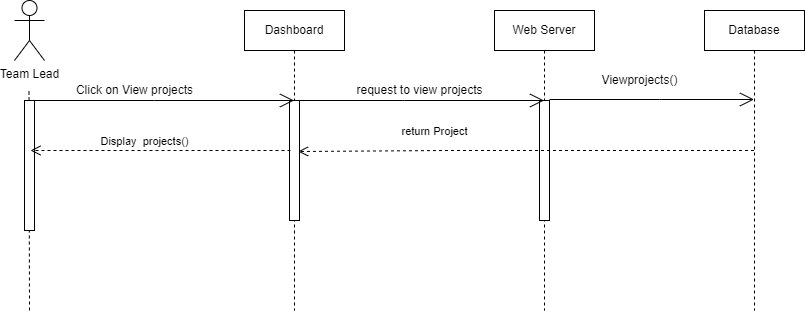 Dashboard
Web Server
Database
Team Lead
Click on View projects
request to view projects
Viewprojects()
Display projects()
return Project